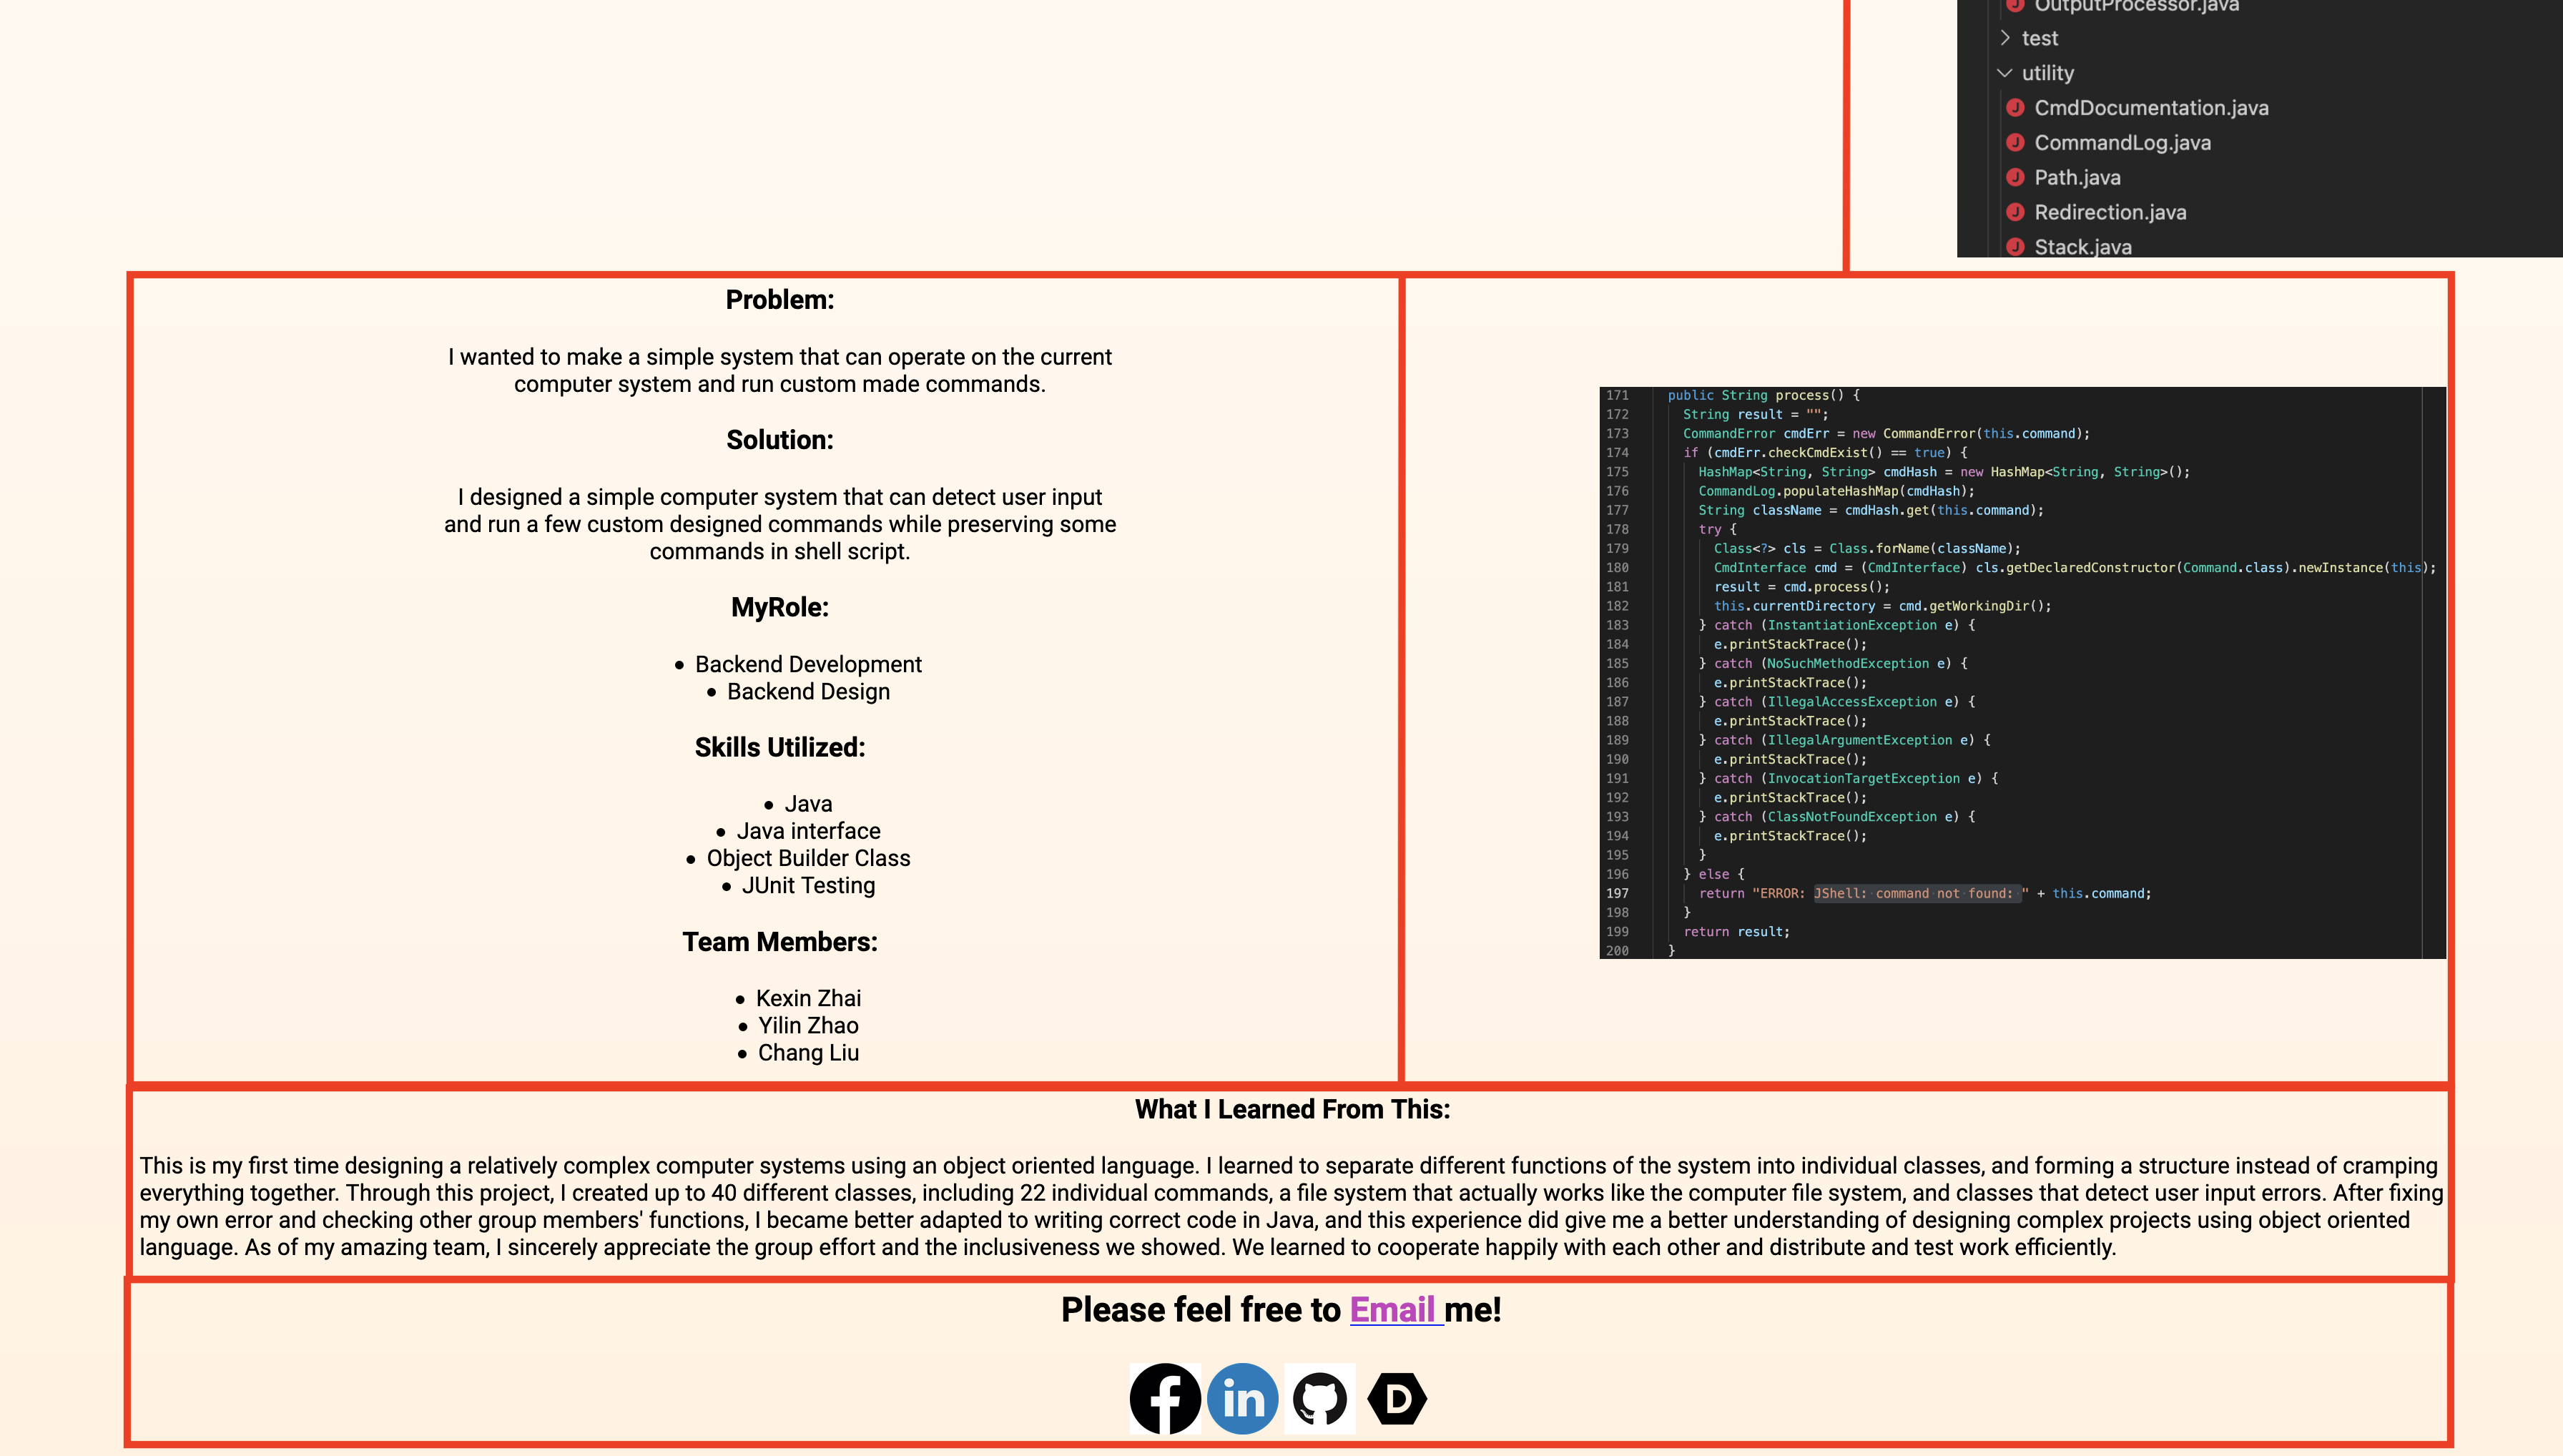 OutputProcessor.java
test
utility
CmdDocumentation.java
CommandLog.java
Path.java
Redirection.java
Stack.java
Problem:
I wanted to make a simple system that can operate on the current
computer system and run custom made commands.
Solution:
I designed a simple computer system that can detect user input
and run a few custom designed commands while preserving some
commands in shell script.
MyRole:
• Backend Development
• Backend Design
Skills Utilized:
• Java
• Java interface
• Object Builder Class
• JUnit Testing
Team Members:
• Kexin Zhai
• Yilin Zhao
• Chang Liu
171 public String process() {
172 String result = "";
173 CommandError cmdErr = new CommandError(this.command);
174 if (cmdErr.checkCmdExist() == true) {
175 HashMap<String, String> cmdHash = new HashMap<String, String>();
176 CommandLog.populateHashMap(cmdHash);
177 String className = cmdHash.get(this.command);
178 try {
179 Class<?> cls = Class.forName(className);
180 CmdInterface cmd = (CmdInterface) cls.getDeclaredConstructor(Command.class).newInstance(this);
181 result = cmd.process();
182 this.currentDirectory = cmd.getWorkingDir();
183 } catch (InstantiationException e) {
184 e.printStackTrace();
185 } catch (NoSuchMethodException e) {
186 e.printStackTrace();
187 } catch (IllegalAccessException e) {
188 e.printStackTrace();
189 } catch (IllegalArgumentException e) {
190 e.printStackTrace();
191 } catch (InvocationTargetException e) {
192 e.printStackTrace();
193 } catch (ClassNotFoundException e) {
194 e.printStackTrace();
195 }
196 } else {
197 return "ERROR: JShell: command not found: " + this.command;
198 }
199 return result;
200 }
What I Learned From This:
This is my first time designing a relatively complex computer systems using an object oriented language. I learned to separate different functions of the system into individual classes, and forming a structure instead of cramping
everything together. Through this project, I created up to 40 different classes, including 22 individual commands, a file system that actually works like the computer file system, and classes that detect user input errors. After fixing
my own error and checking other group members' functions, I became better adapted to writing correct code in Java, and this experience did give me a better understanding of designing complex projects using object oriented
language. As of my amazing team, I sincerely appreciate the group effort and the inclusiveness we showed. We learned to cooperate happily with each other and distribute and test work efficiently.
Please feel free to Email me!
f in D